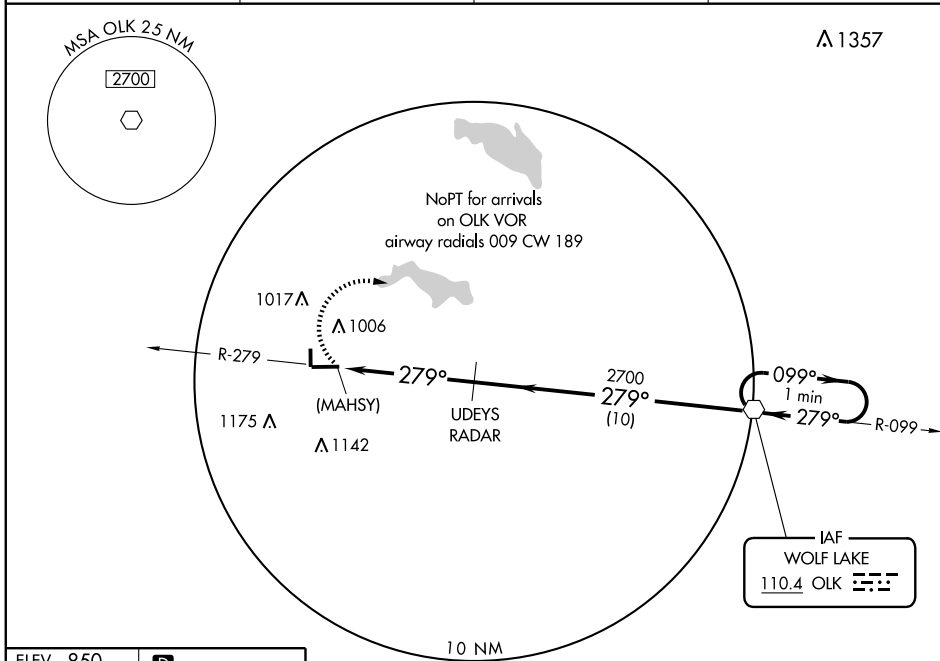 MSA OLK 25 NM
2700
1357
NoPT for arrivals
on OLK VOR
airway radials 009 CW 189
1017
1006
R-279
279°
2700
279°
(10)
099°
1 min
279°
R-099
(MAHSY)
UDEYS
RADAR
1175
1142
IAF
WOLF LAKE
110.4 OLK
10 NM
ELEV 850
D